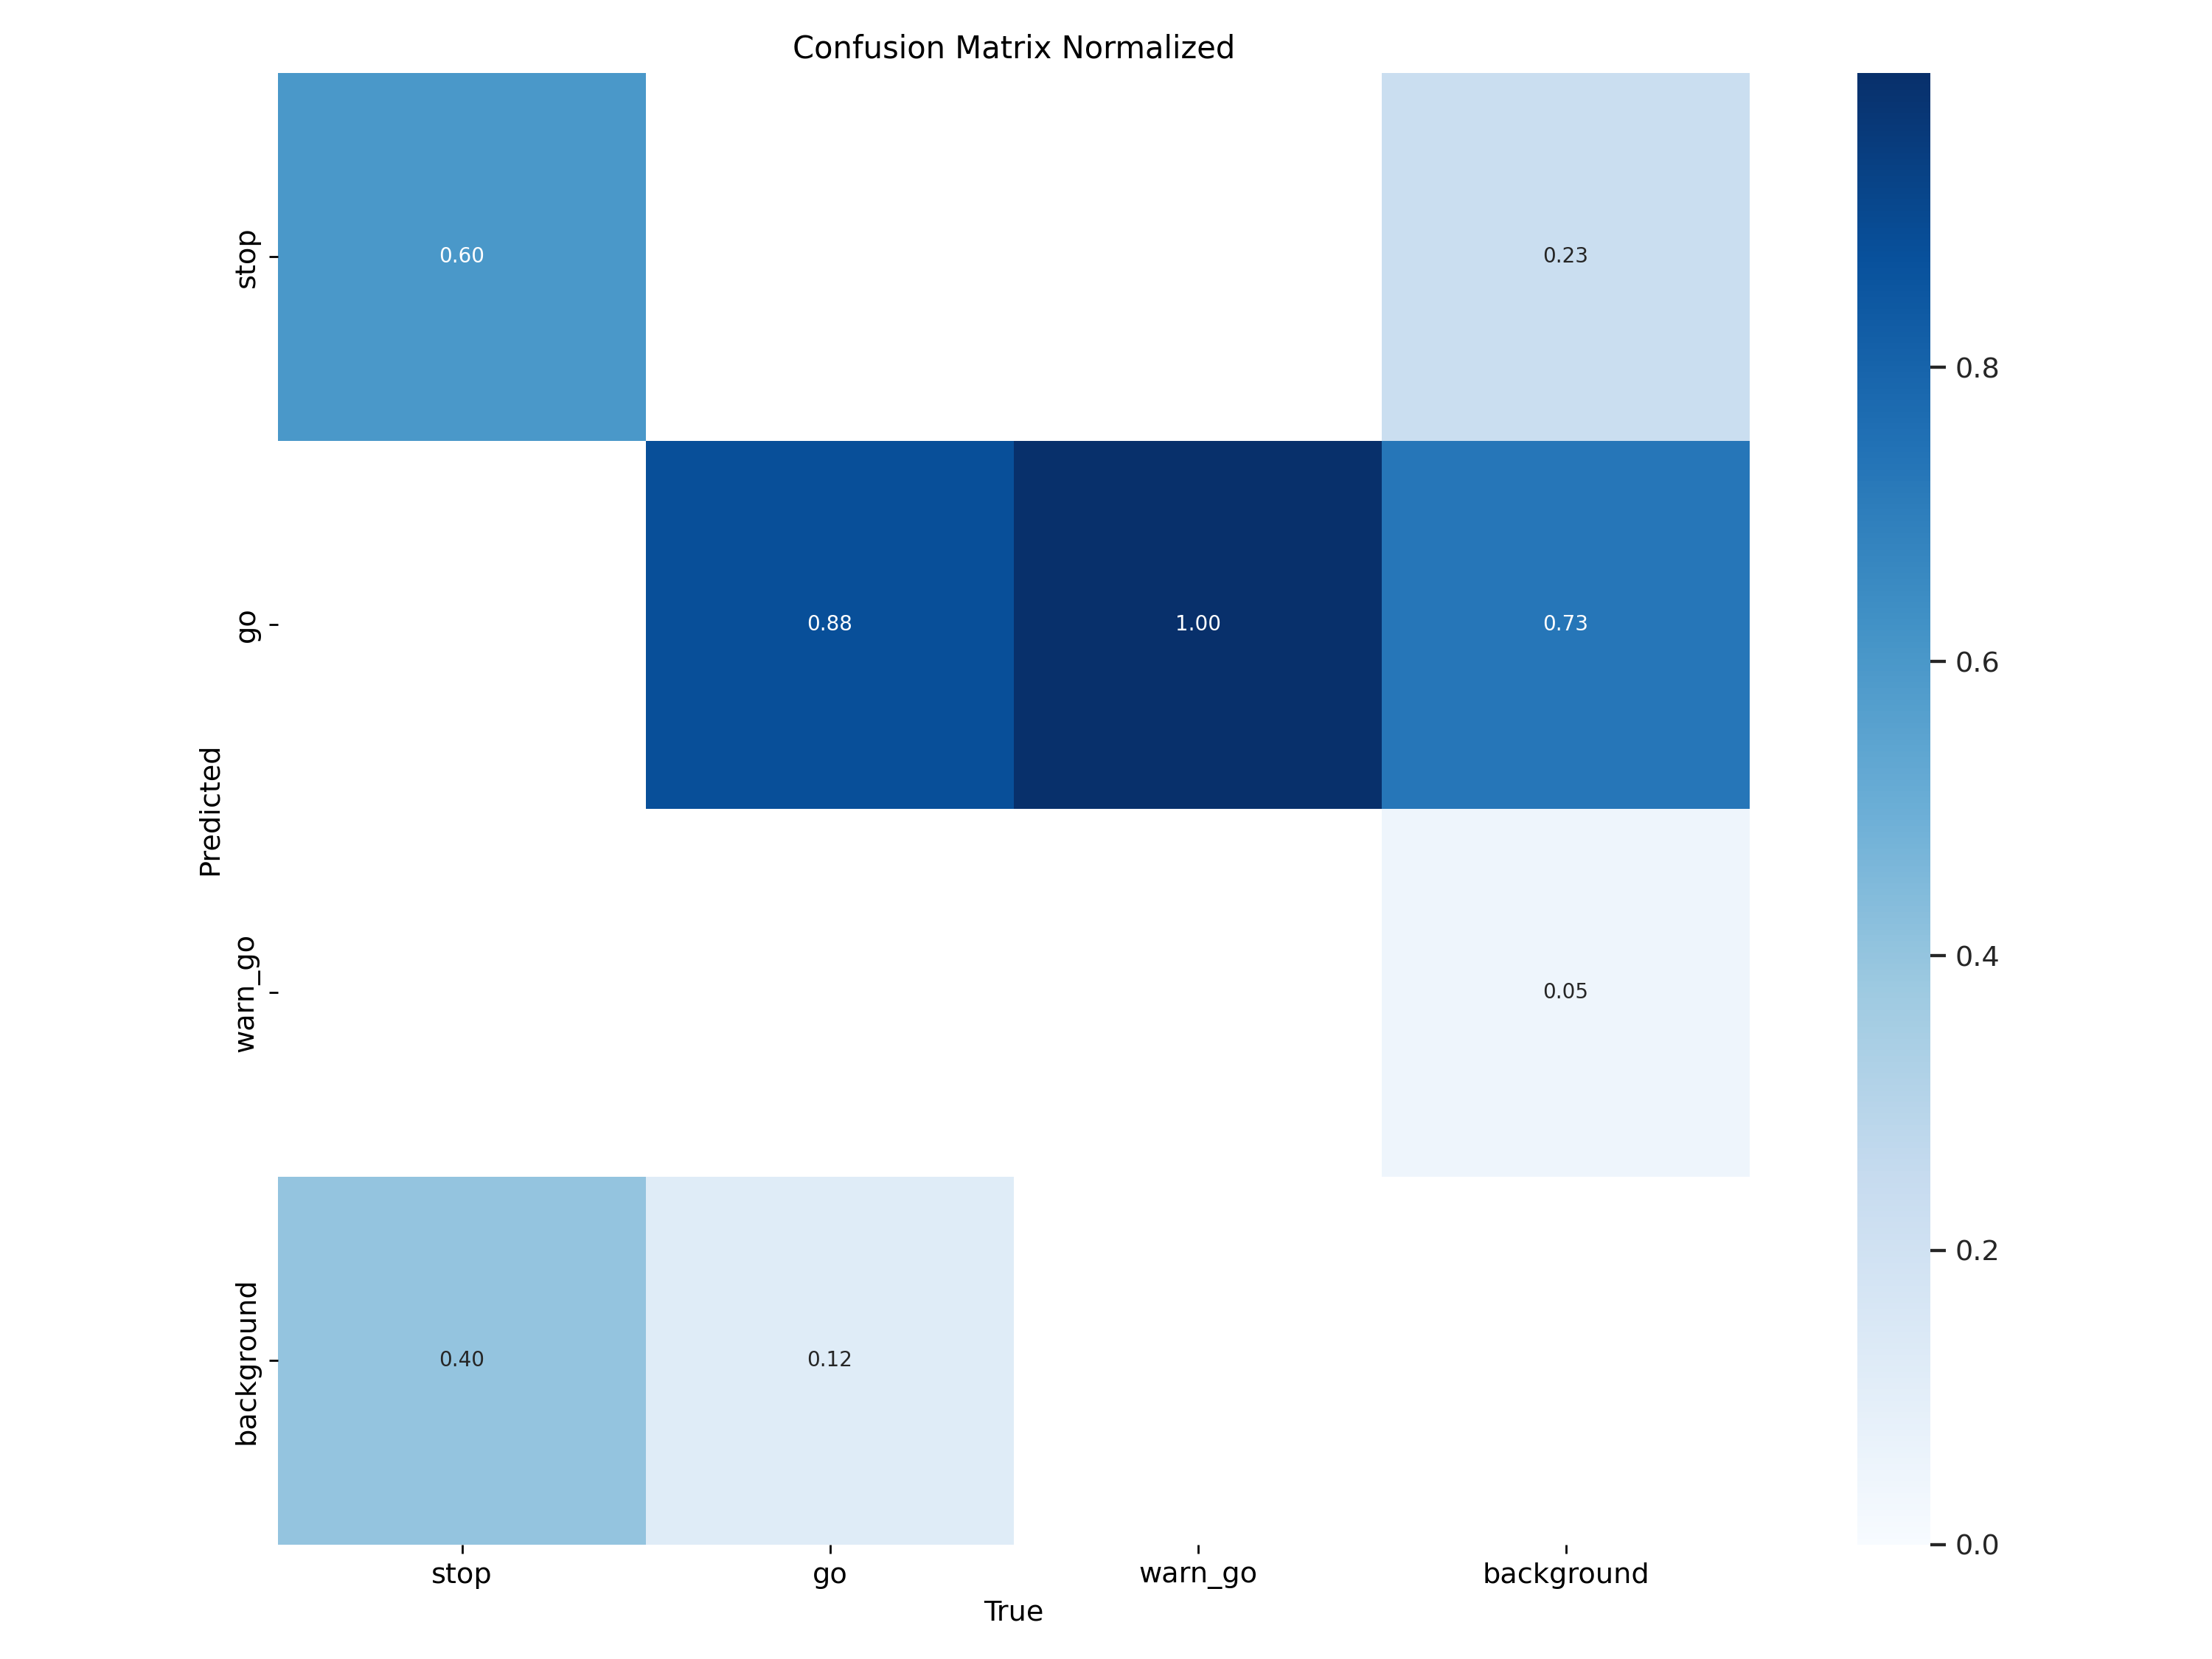 Confusion Matrix Normalized
stop
0.60
0.23
0.8
go
0.88
1.00
0.73
0.6
Predicted
warn_go
0.05
0.4
background
0.40
0.12
0.2
0.0
stop
go
warn_go
background
True